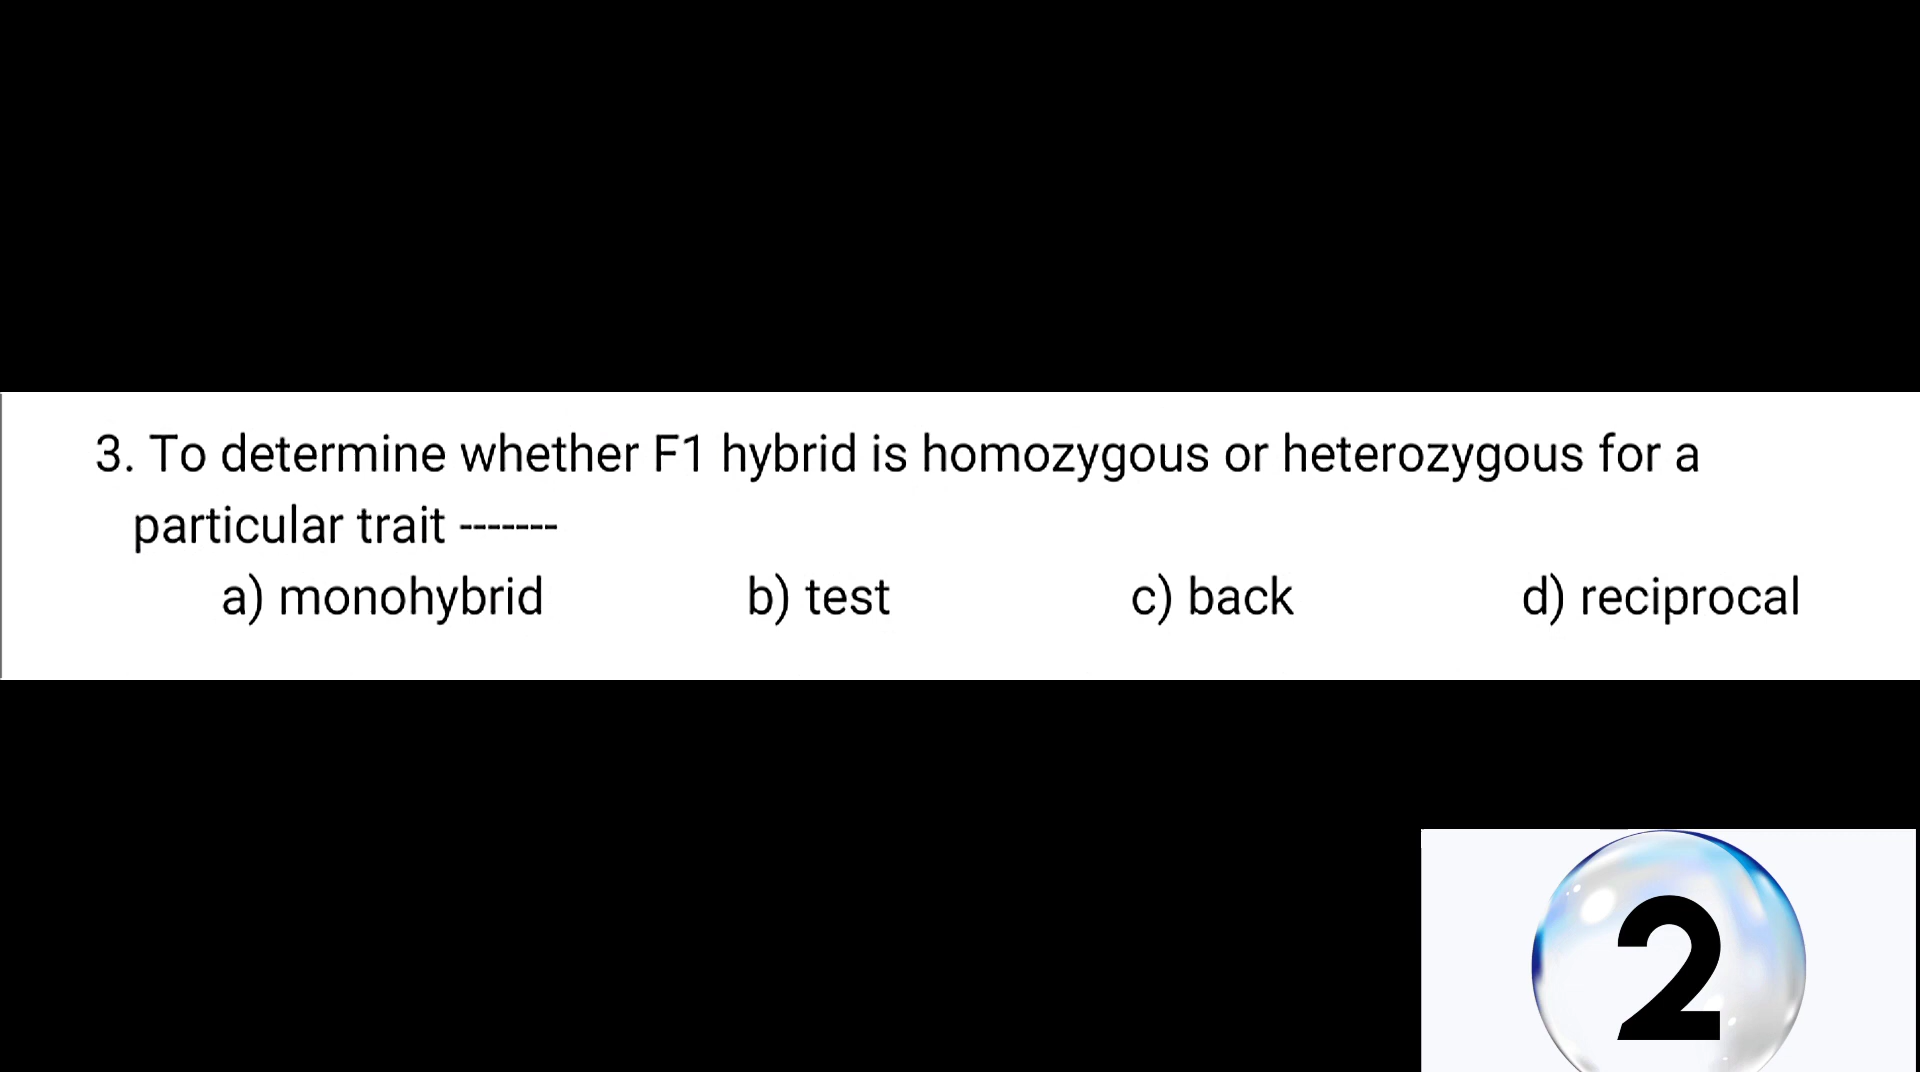 3. To determine whether F1 hybrid is homozygous or heterozygous for a
particular trait -------
a) monohybrid b) test c) back d) reciprocal
2